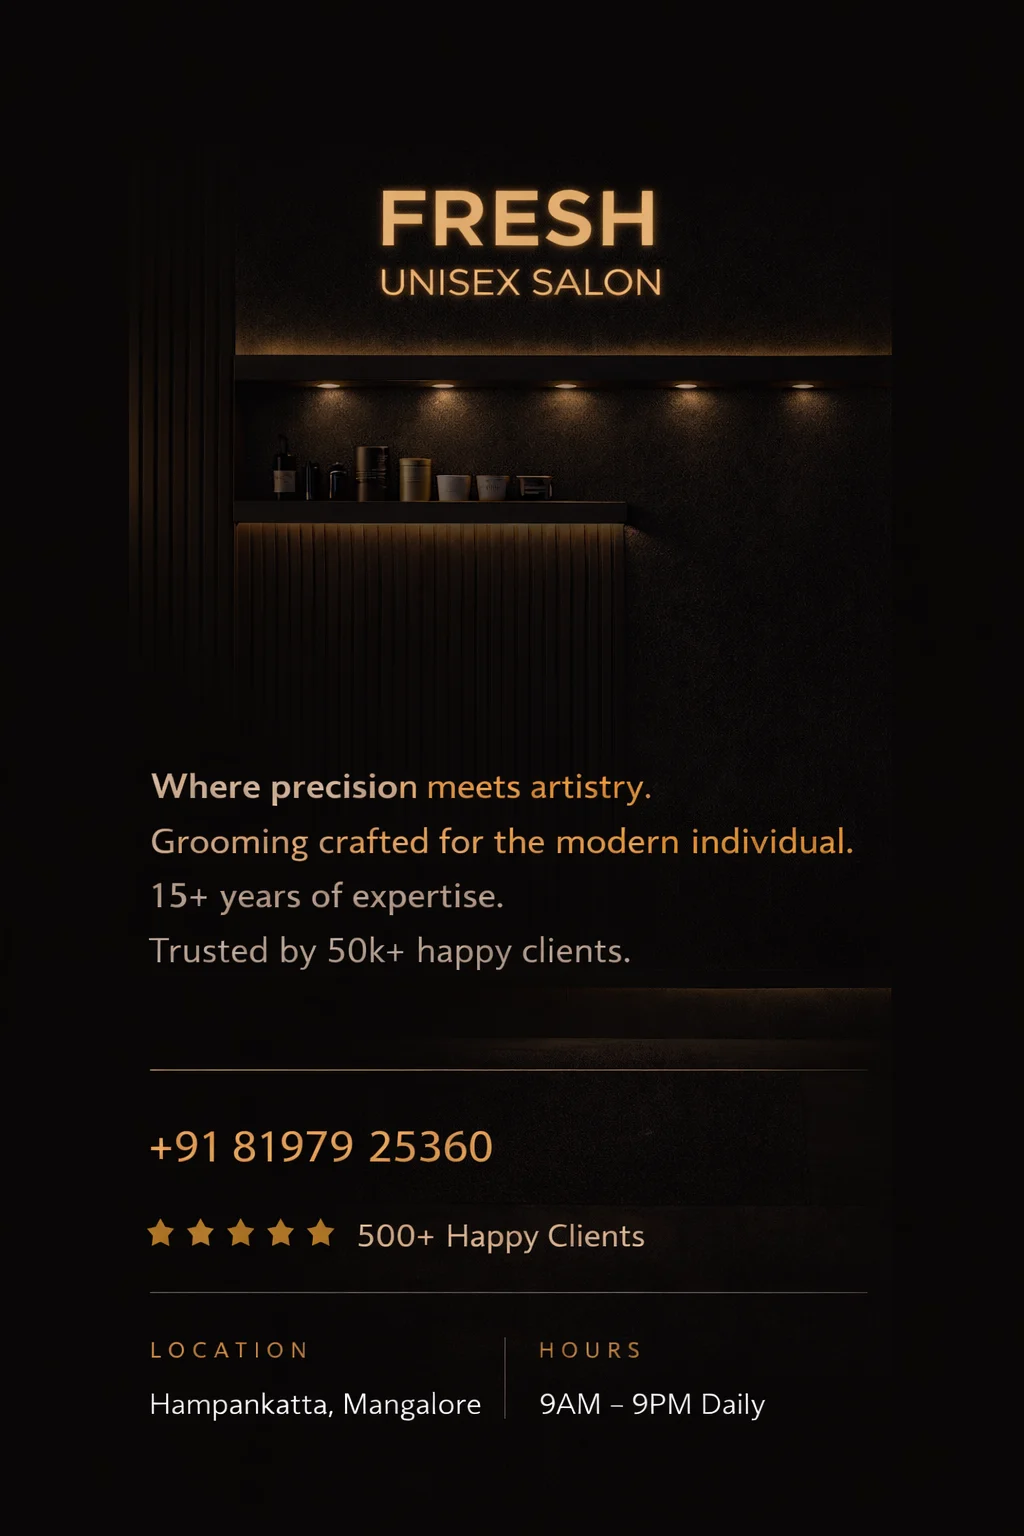 FRESH
UNISEX SALON
Where precision meets artistry.
Grooming crafted for the modern individual.
15+ years of expertise.
Trusted by 50k+ happy clients.
+91 81979 25360
500+ Happy Clients
LOCATION
Hampankatta, Mangalore
HOURS
9AM – 9PM Daily